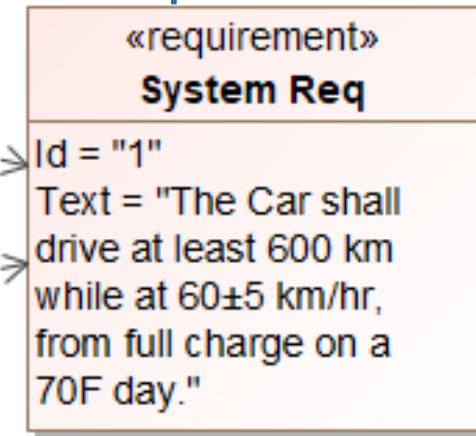 «requirement»
System Req
Id = "1"
Text = "The Car shall
drive at least 600 km
while at 60±5 km/hr,
from full charge on a
70F day."